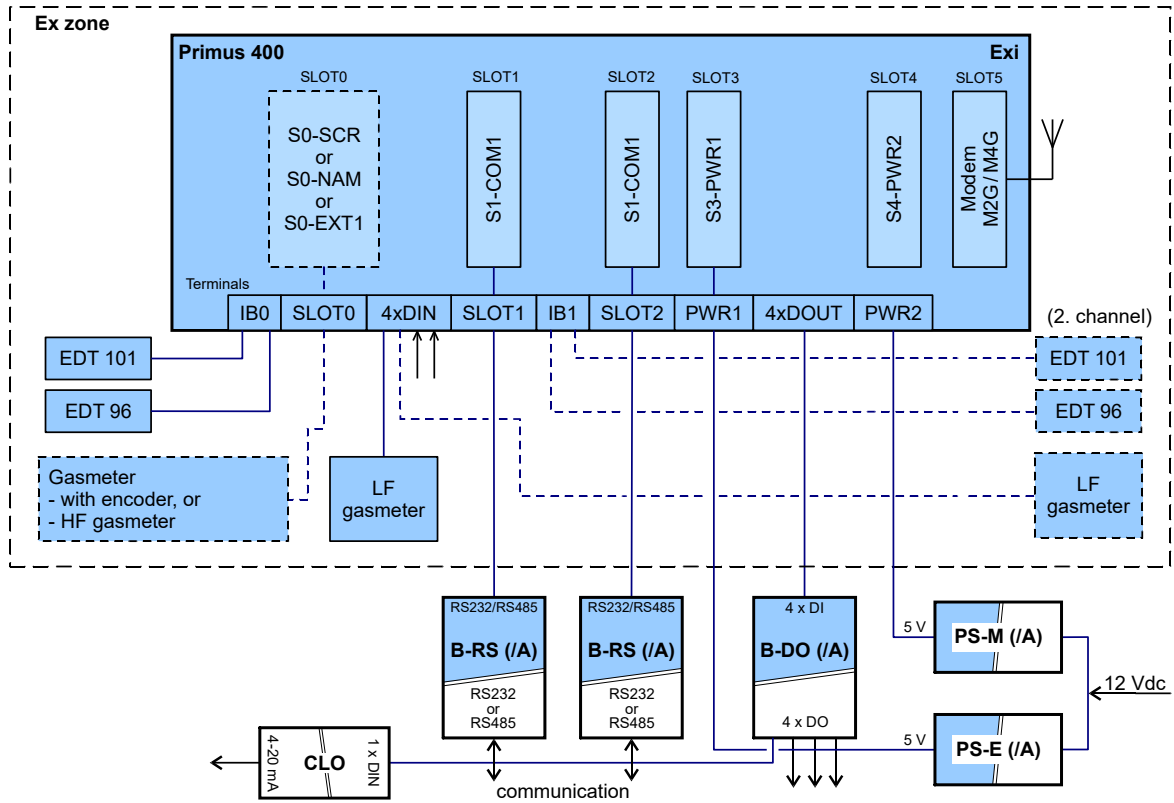 Ex zone
Primus 400
Exi
SLOT0
SLOT1
SLOT2
SLOT3
SLOT4
SLOT5
S0-SCR
or
S0-NAM
or
S0-EXT1
S1-COM1
S1-COM1
S3-PWR1
S4-PWR2
Modem
M2G / M4G
Terminals
IB0
SLOT0
4xDIN
SLOT1
IB1
SLOT2
PWR1
4xDOUT
PWR2
(2. channel)
EDT 101
EDT 101
EDT 96
EDT 96
Gasmeter
- with encoder, or
- HF gasmeter
LF
gasmeter
LF
gasmeter
RS232/RS485
B-RS (/A)
RS232
or
RS485
RS232/RS485
B-RS (/A)
RS232
or
RS485
4 x DI
B-DO (/A)
4 x DO
5 V
PS-M (/A)
12 Vdc
5 V
PS-E (/A)
4-20 mA
CLO
1 x DIN
communication